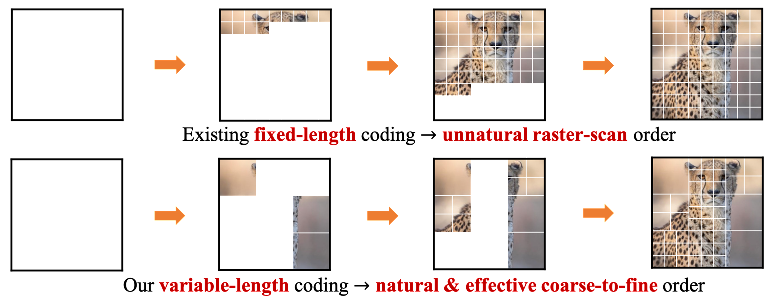 Existing fixed-length coding → unnatural raster-scan order
Our variable-length coding → natural & effective coarse-to-fine order